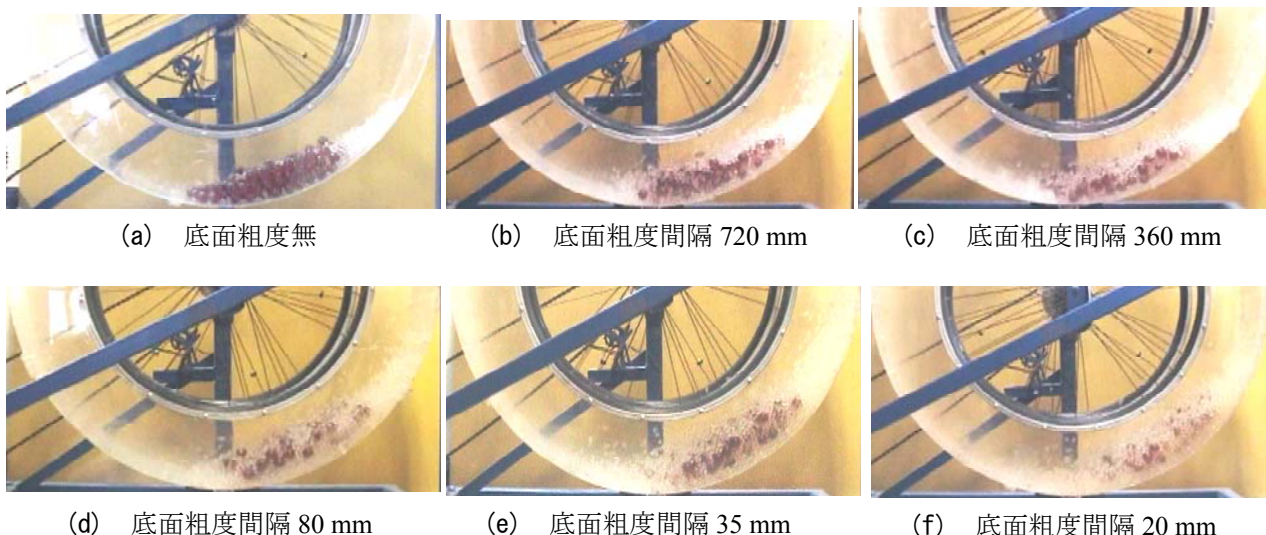 (a) 底面粗度無
(b) 底面粗度間隔 720 mm
(c) 底面粗度間隔 360 mm
(d) 底面粗度間隔 80 mm
(e) 底面粗度間隔 35 mm
(f) 底面粗度間隔 20 mm